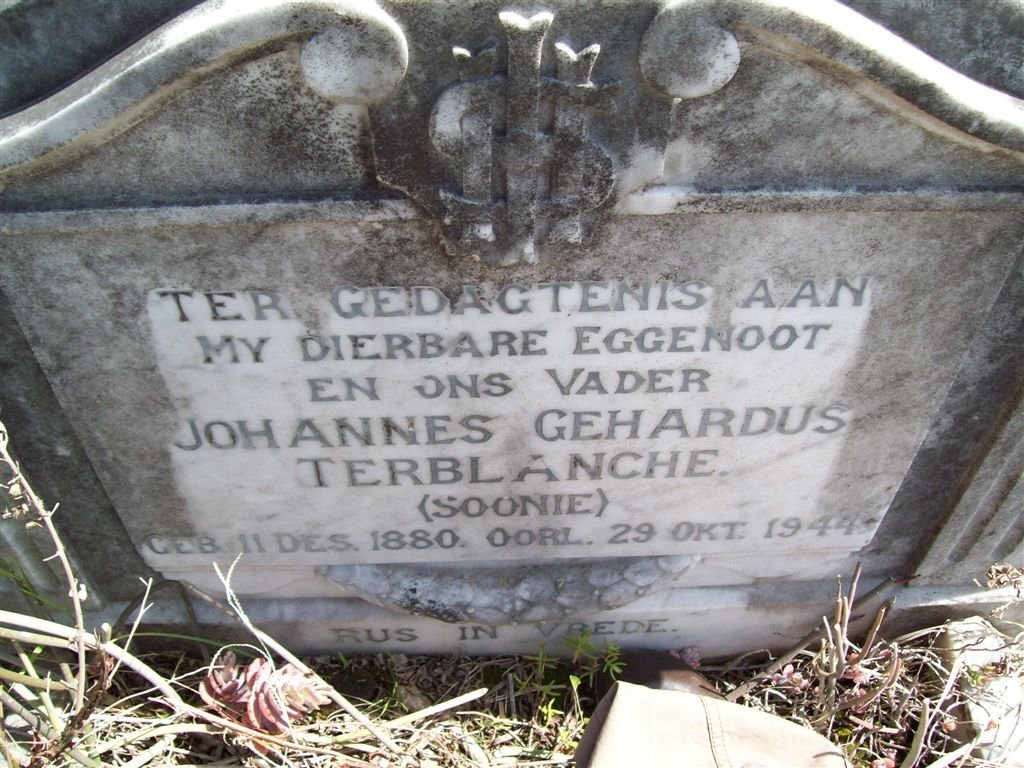 IHS
TER GEDAGTENIS AAN
MY DIERBARE EGGENOOT
EN ONS VADER
JOHANNES GEHARDUS
TERBLANCHE.
(SOONIE)
GEB. 11 DES. 1880. OORL. 29 OKT. 1944.
RUS IN VREDE.